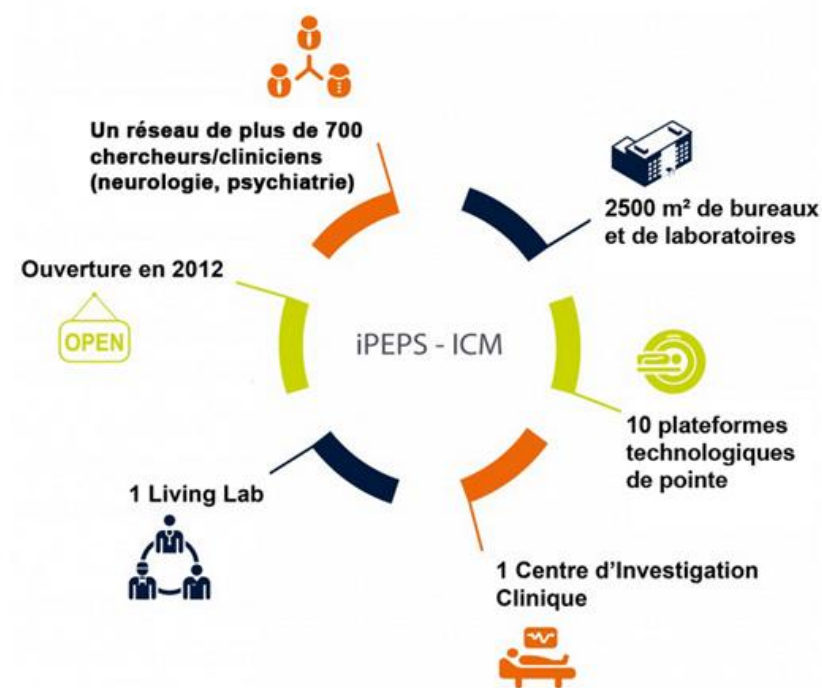 Un réseau de plus de 700
chercheurs/cliniciens
(neurologie, psychiatrie)
2500 m² de bureaux
et de laboratoires
Ouverture en 2012
OPEN
iPEPS - ICM
10 plateformes
technologiques
de pointe
1 Living Lab
1 Centre d’Investigation
Clinique